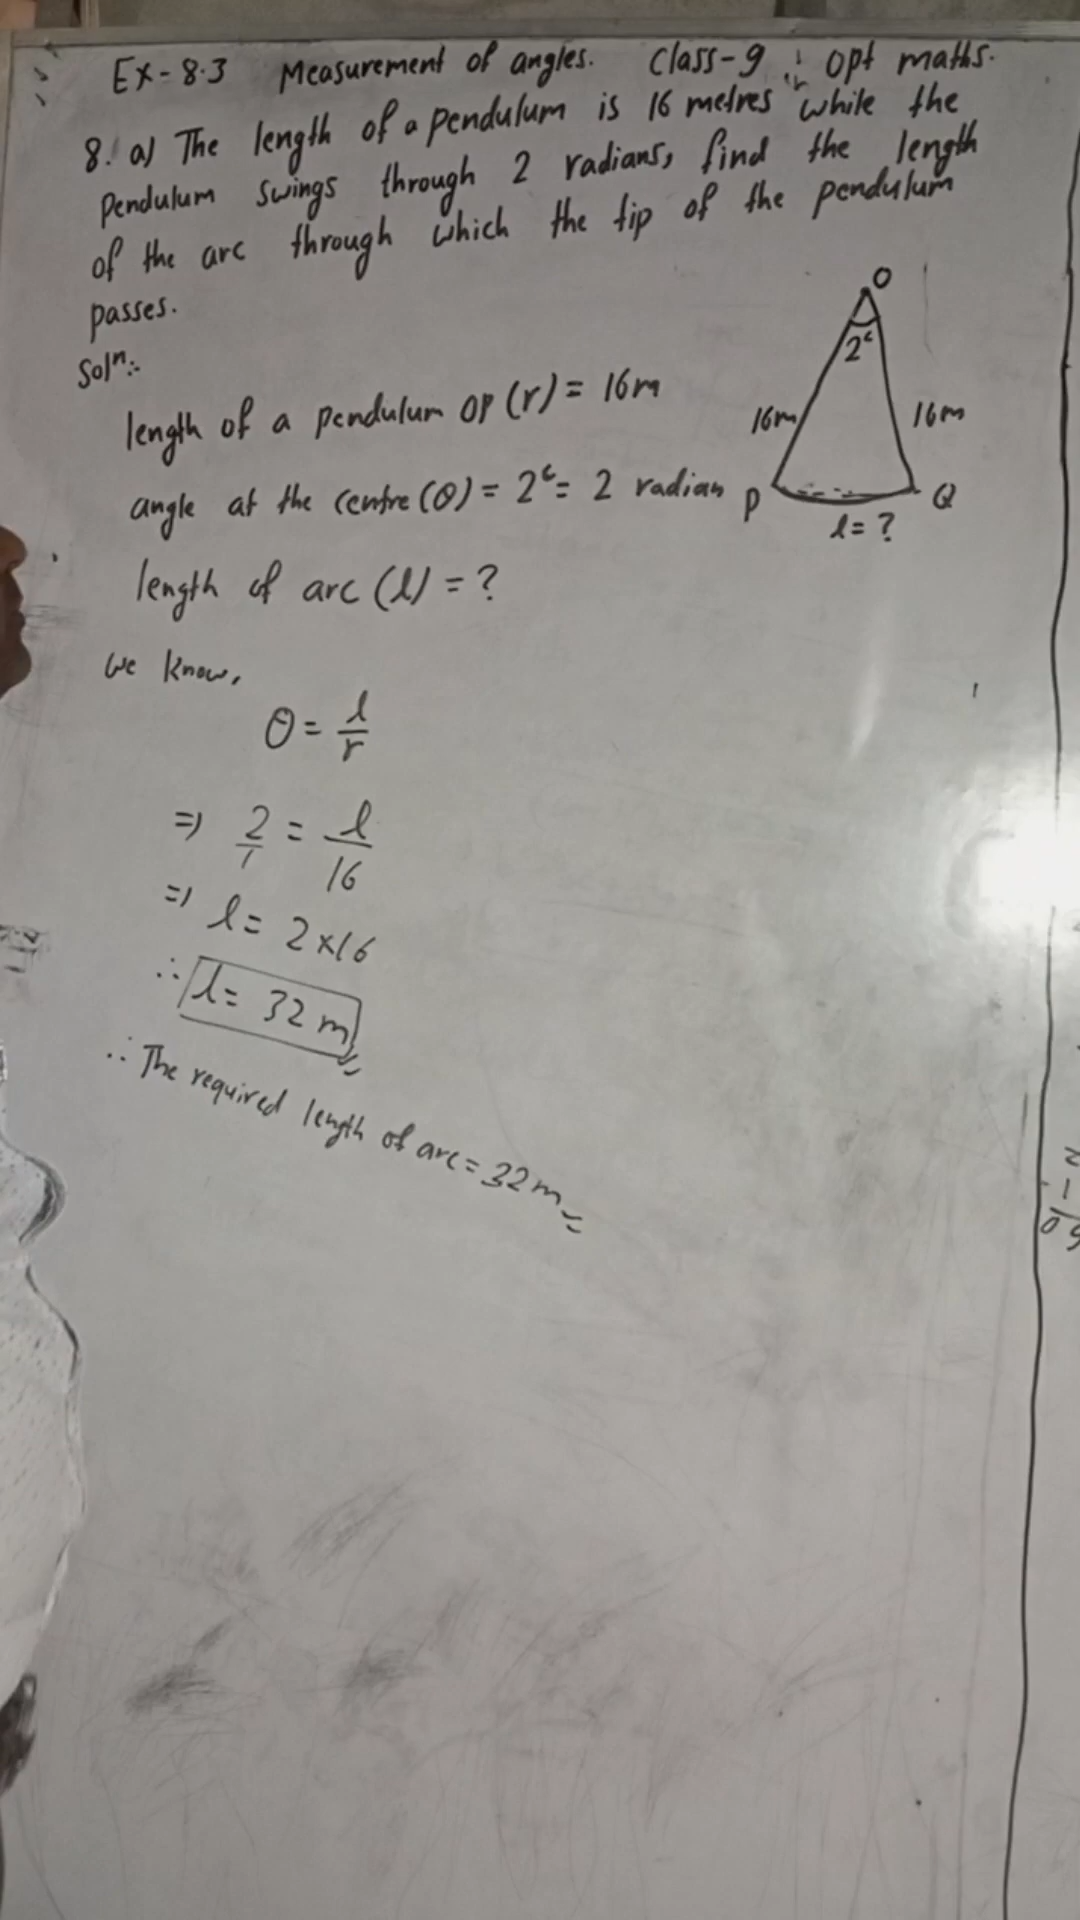 Ex-8.3 Measurement of angles. Class-9 : opt maths.
8. a) The length of a pendulum is 16 metres while the
pendulum swings through 2 radians, find the length
of the arc through which the tip of the pendulum
passes.
Solⁿ:
length of a pendulum OP (r) = 16m
angle at the centre (θ) = 2ᶜ = 2 radian
length of arc (l) = ?
we know,
θ = l/r
⇒ 2/1 = l/16
⇒ l = 2×16
∴ l = 32 m
∴ The required length of arc = 32m
O
2ᶜ
16m
16m
P
Q
l = ?